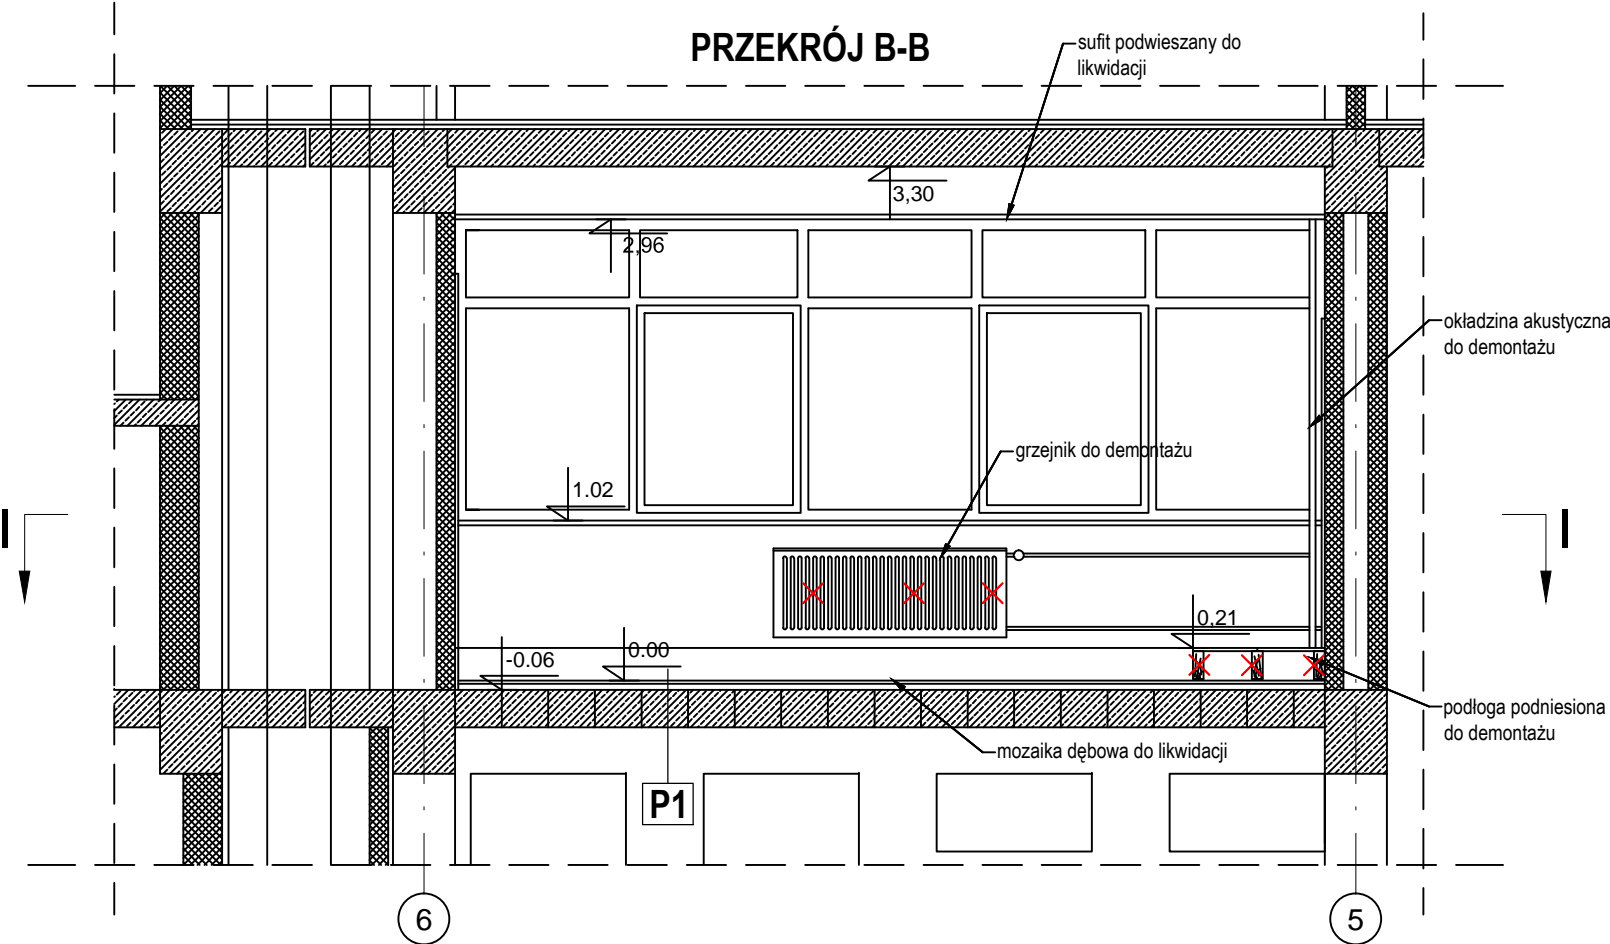 PRZEKRÓJ B-B
sufit podwieszany do
likwidacji
3,30
2,96
okładzina akustyczna
do demontażu
grzejnik do demontażu
1.02
I
I
0,21
-0.06
0.00
podłoga podniesiona
do demontażu
mozaika dębowa do likwidacji
P1
6
5